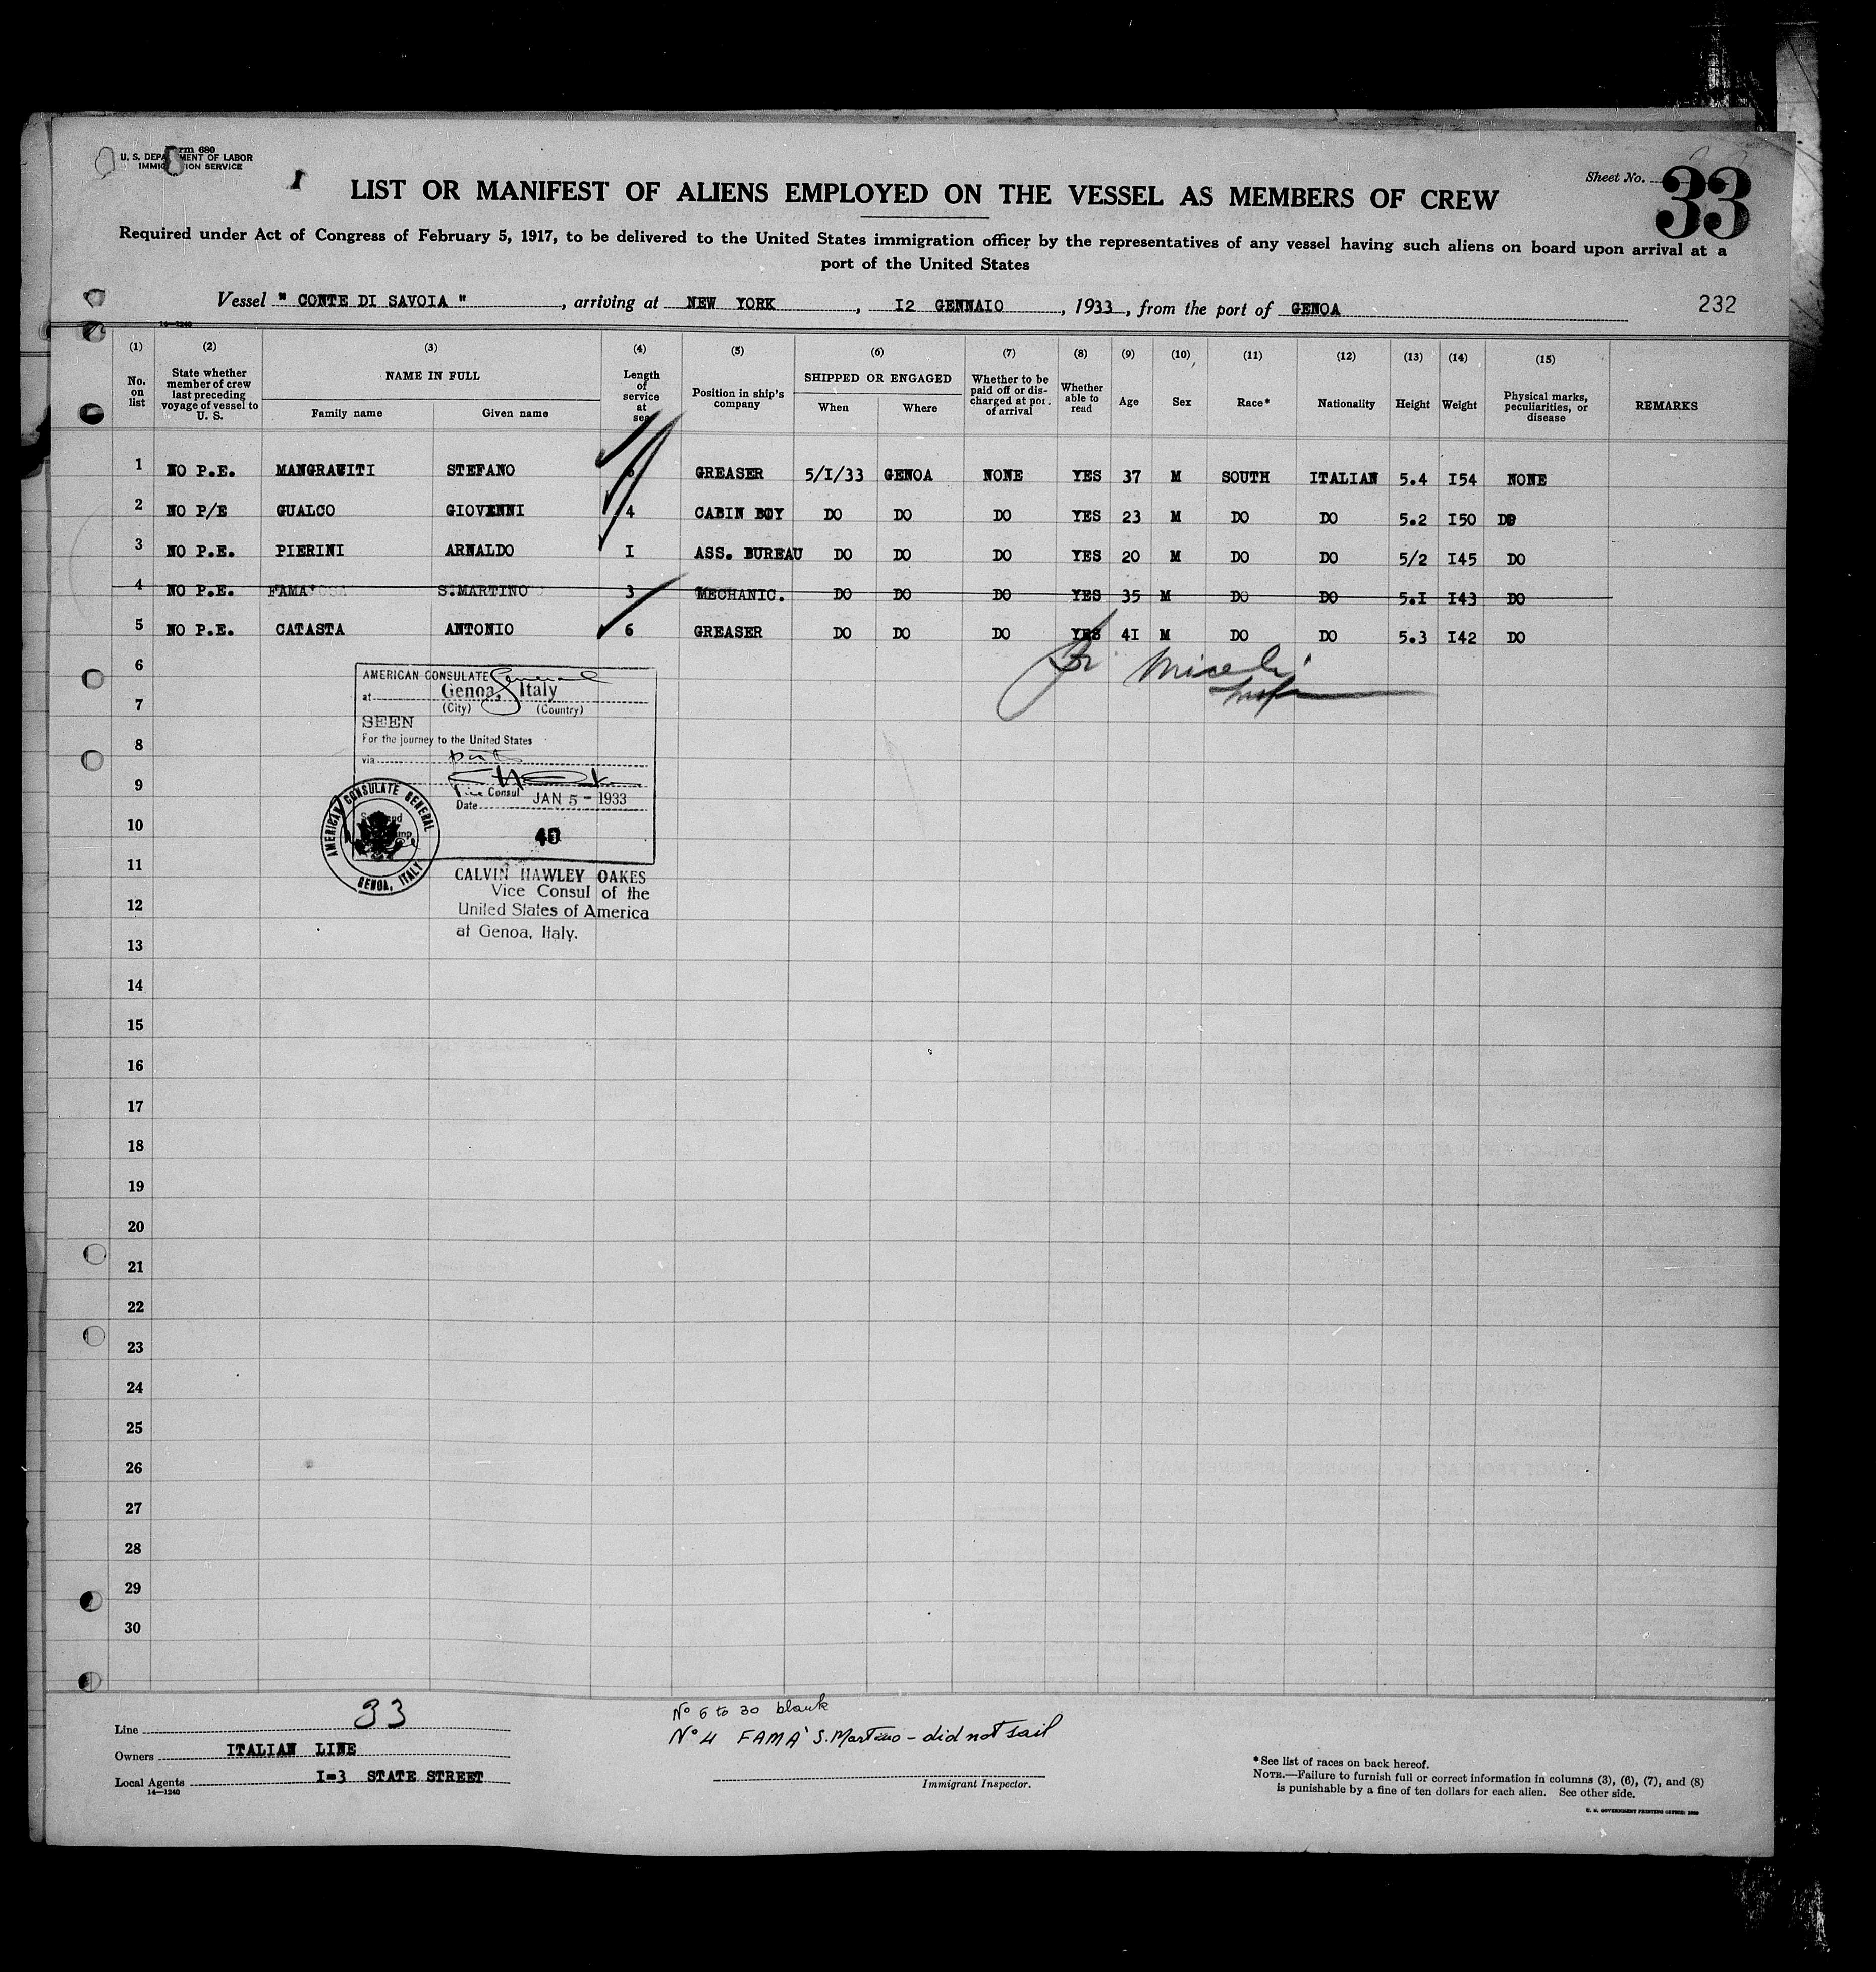 Form 680
U. S. DEPARTMENT OF LABOR
IMMIGRATION SERVICE
Sheet No. 33
LIST OR MANIFEST OF ALIENS EMPLOYED ON THE VESSEL AS MEMBERS OF CREW
Required under Act of Congress of February 5, 1917, to be delivered to the United States immigration officer by the representatives of any vessel having such aliens on board upon arrival at a
port of the United States
Vessel " CONTE DI SAVOIA ", arriving at NEW YORK, I2 GENNAIO, 1933, from the port of GENOA
232
14—1240
(1) (2) (3) (4) (5) (6) (7) (8) (9) (10) (11) (12) (13) (14) (15)
No. on list State whether member of crew last preceding voyage of vessel to U. S. NAME IN FULL Family name Given name Length of service at sea Position in ship's company SHIPPED OR ENGAGED When Where Whether to be paid off or discharged at port of arrival Whether able to read Age Sex Race* Nationality Height Weight Physical marks, peculiarities, or disease REMARKS
1 NO P.E. MANGRAVITI STEFANO GREASER 5/I/33 GENOA NONE YES 37 M SOUTH ITALIAN 5.4 I54 NONE
2 NO P/E GUALCO GIOVENNI 4 CABIN BOY DO DO DO YES 23 M DO DO 5.2 I50 DO
3 NO P.E. PIERINI ARNALDO I ASS. BUREAU DO DO DO YES 20 M DO DO 5/2 I45 DO
4 NO P.E. FAMA' S.MARTINO 3 MECHANIC. DO DO DO YES 35 M DO DO 5.I I43 DO
5 NO P.E. CATASTA ANTONIO 6 GREASER DO DO DO YES 4I M DO DO 5.3 I42 DO
6
7
8
9
10
11
12
13
14
15
16
17
18
19
20
21
22
23
24
25
26
27
28
29
30
AMERICAN CONSULATE General
at Genoa, Italy
(City) (Country)
SEEN
For the journey to the United States
via
Vice Consul
Date JAN 5 - 1933
40
AMERICAN CONSULATE GENERAL
GENOA, ITALY
CALVIN HAWLEY OAKES
Vice Consul of the
United States of America
at Genoa, Italy.
Line 33
Owners ITALIAN LINE
Local Agents I=3 STATE STREET
14—1240
No 6 to 30 blank
No 4 FAMA' S. Martino - did not sail
Immigrant Inspector.
*See list of races on back hereof.
NOTE.—Failure to furnish full or correct information in columns (3), (6), (7), and (8)
is punishable by a fine of ten dollars for each alien. See other side.